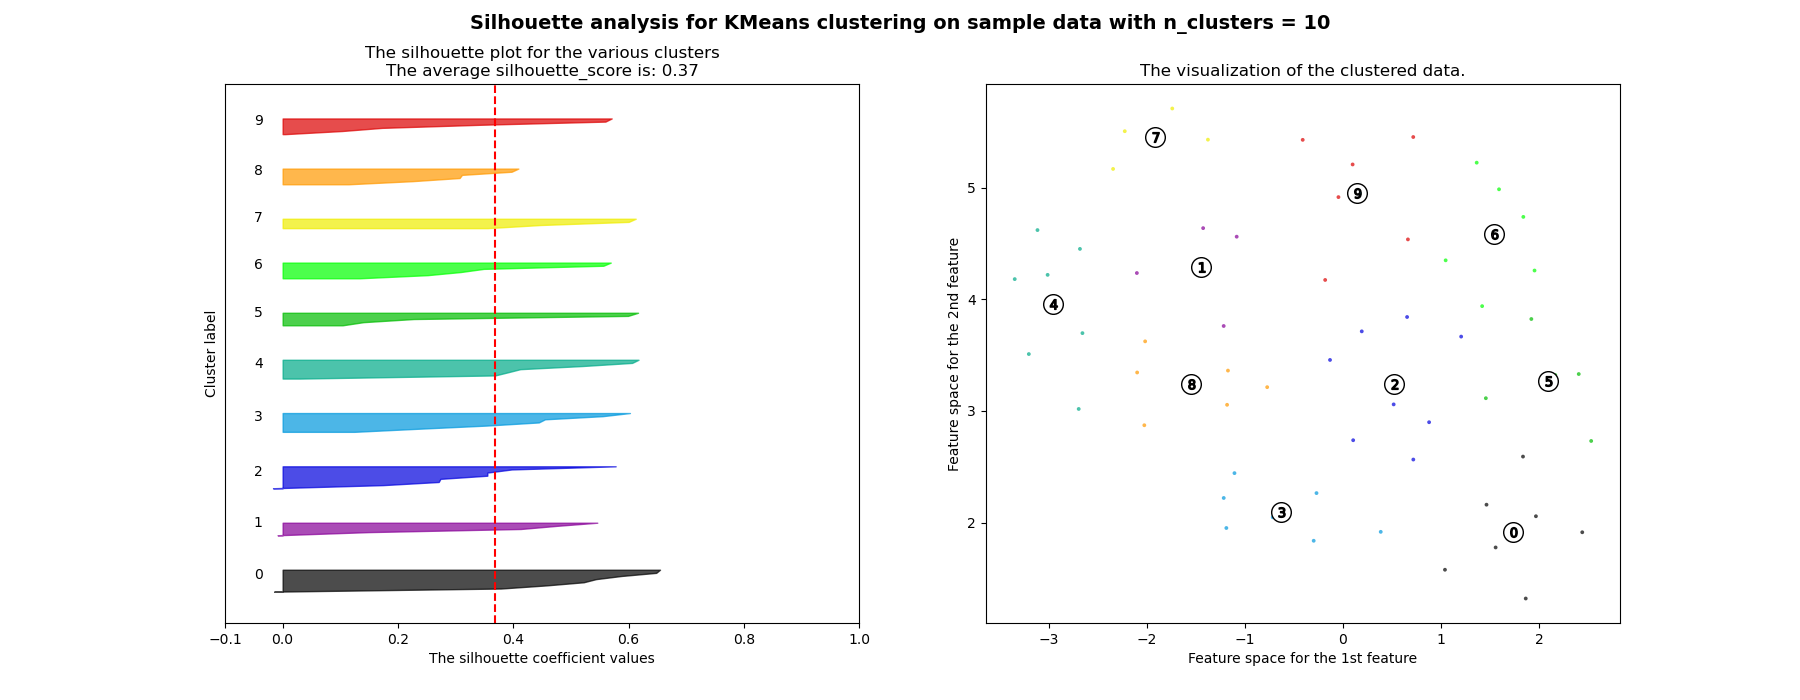 Silhouette analysis for KMeans clustering on sample data with n_clusters = 10
The silhouette plot for the various clusters
The average silhouette_score is: 0.37
9
8
7
6
5
4
3
2
1
0
Cluster label
−0.1 0.0 0.2 0.4 0.6 0.8 1.0
The silhouette coefficient values
The visualization of the clustered data.
7
9
6
1
4
8
2
5
3
0
5
4
3
2
Feature space for the 2nd feature
−3 −2 −1 0 1 2
Feature space for the 1st feature